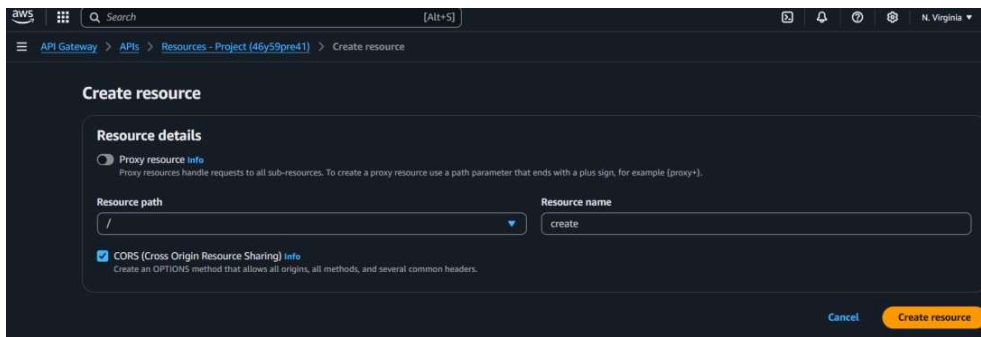 aws
Search [Alt+S] N. Virginia
API Gateway > APIs > Resources - Project (46y59pre41) > Create resource
Create resource
Resource details
Proxy resource Info
Proxy resources handle requests to all sub-resources. To create a proxy resource use a path parameter that ends with a plus sign, for example {proxy+}.
Resource path Resource name
/ create
CORS (Cross Origin Resource Sharing) Info
Create an OPTIONS method that allows all origins, all methods, and several common headers.
Cancel Create resource